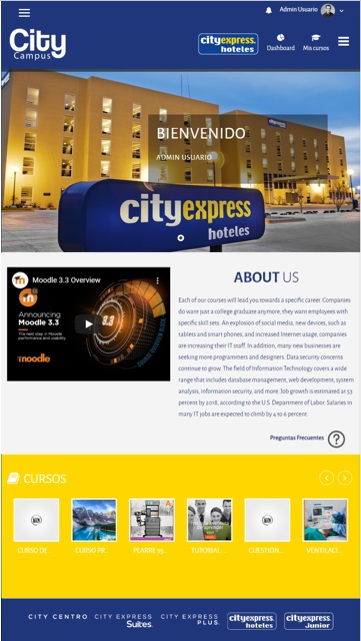 Admin Usuario
City
Campus
cityexpress.
hoteles
Dashboard
Mis cursos
BIENVENIDO
ADMIN USUARIO
cityexpress
hoteles
Moodle 3.3 Overview
Announcing
Moodle 3.3
The next step in Moodle
performance and usability
moodle
ABOUT US
Each of our courses will lead you towards a specific career. Companies
do want just a college graduate anymore, they want employees with
specific skill sets. An explosion of social media, new devices, such as
tablets and smart phones, and increased Internet usage, companies
are increasing their IT staff. In addition, many new businesses are
seeking more programmers and designers. Data security concerns
continue to grow. The field of Information Technology covers a wide
range that includes database management, web development, system
analysis, information security, and more. Job growth is estimated at 53
percent by 2018, according to the U.S. Department of Labor. Salaries in
many IT jobs are expected to climb by 4 to 6 percent.
Preguntas Frecuentes
CURSOS
CURSO DE ...
CURSO PR...
TUTORIAL ...
CUESTION...
VENTILACI...
CITY CENTRO
CITY EXPRESS
Suites.
CITY EXPRESS
PLUS.
cityexpress
hoteles
cityexpress.
Junior